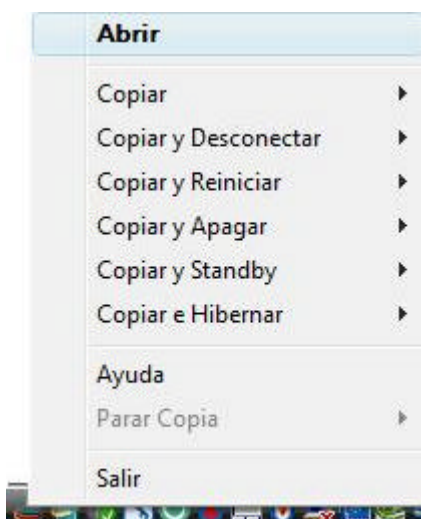 Abrir
Copiar
Copiar y Desconectar
Copiar y Reiniciar
Copiar y Apagar
Copiar y Standby
Copiar e Hibernar
Ayuda
Parar Copia
Salir